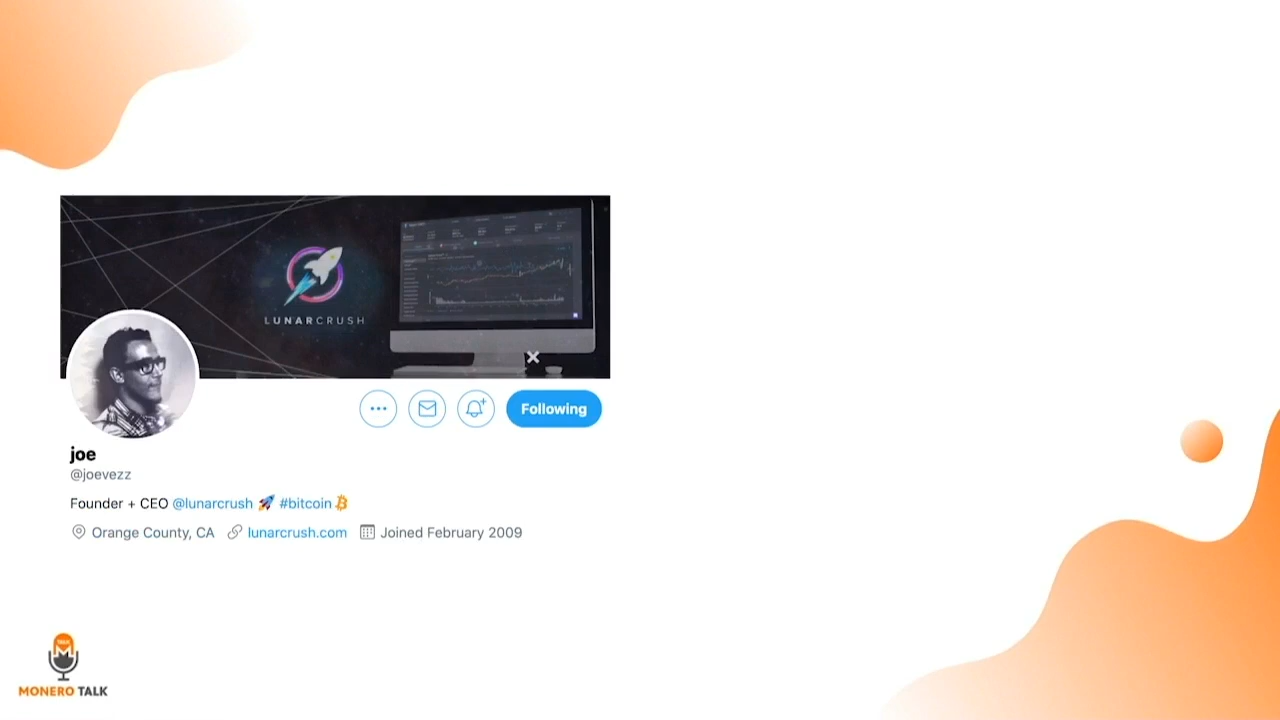 LUNARCRUSH
Following
joe
@joevezz
Founder + CEO @lunarcrush 🚀 #bitcoin ₿
Orange County, CA lunarcrush.com Joined February 2009
MONERO TALK